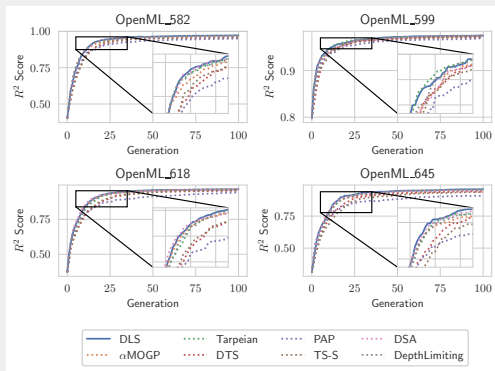 OpenML_582
OpenML_599
R² Score
1.00
0.75
0.50
0 25 50 75 100
Generation
R² Score
0.9
0.8
0 25 50 75 100
Generation
OpenML_618
OpenML_645
R² Score
0.75
0.50
0 25 50 75 100
Generation
R² Score
0.75
0.50
0 25 50 75 100
Generation
DLS Tarpeian PAP DSA
αMOGP DTS TS-S DepthLimiting